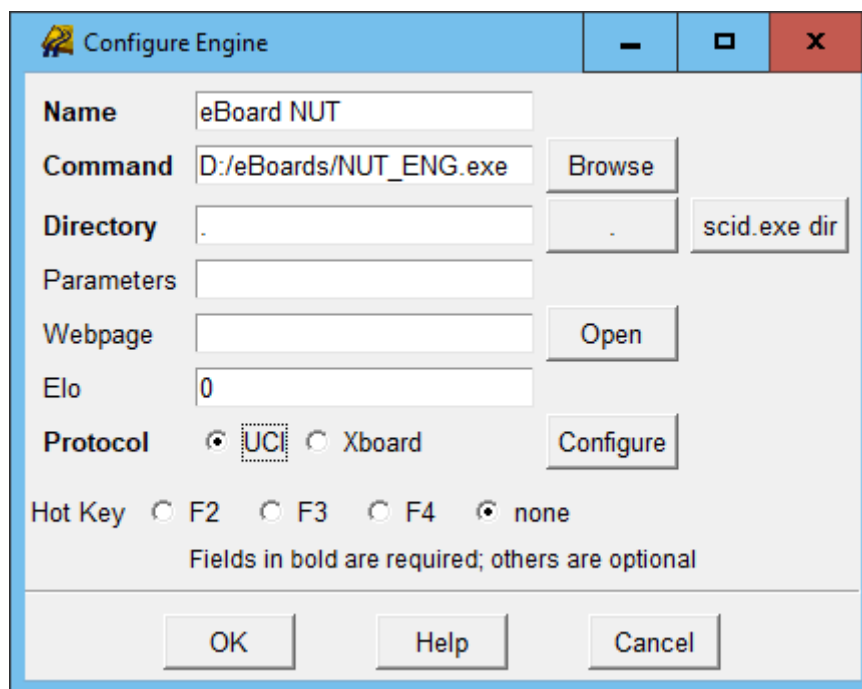 Configure Engine
Name eBoard NUT
Command D:/eBoards/NUT_ENG.exe Browse
Directory . . scid.exe dir
Parameters
Webpage Open
Elo 0
Protocol UCI Xboard Configure
Hot Key F2 F3 F4 none
Fields in bold are required; others are optional
OK Help Cancel